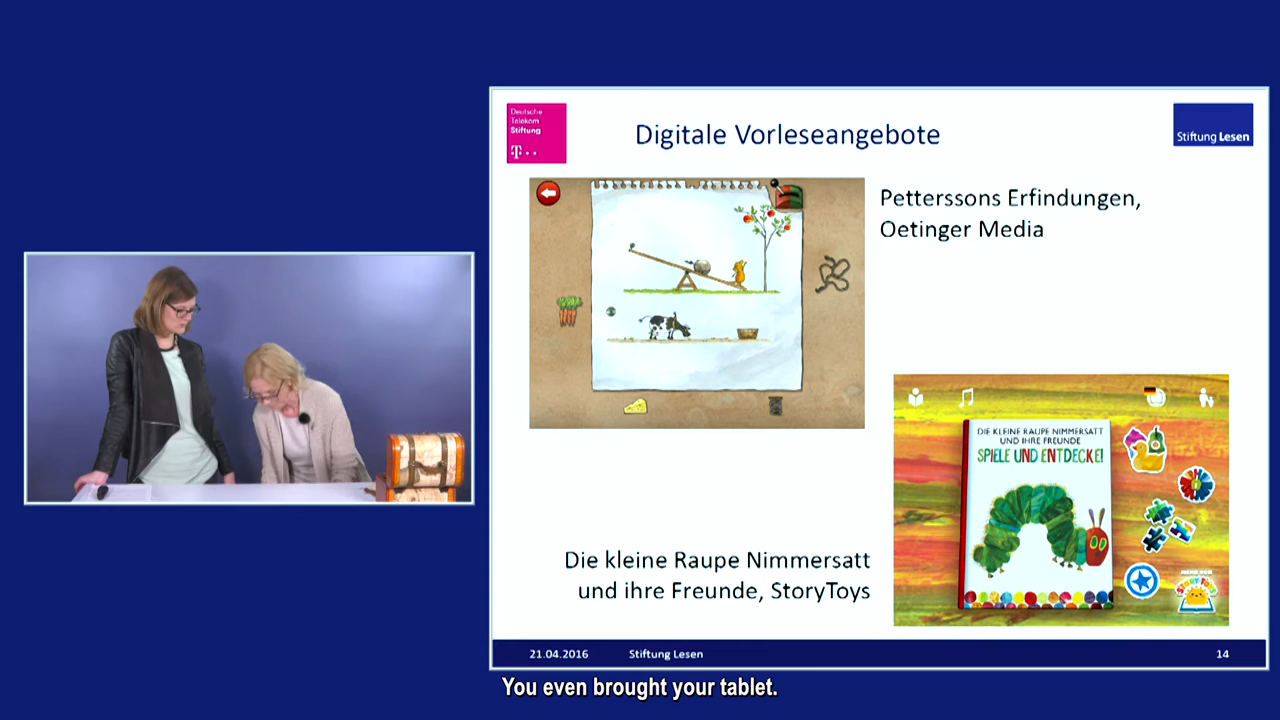 Deutsche
Telekom
Stiftung
T
Digitale Vorleseangebote
Stiftung Lesen
Petterssons Erfindungen,
Oetinger Media
DIE KLEINE RAUPE NIMMERSATT
UND IHRE FREUNDE
SPIELE UND ENTDECKE!
Die kleine Raupe Nimmersatt
und ihre Freunde, StoryToys
STORY TOYS
21.04.2016 Stiftung Lesen 14
You even brought your tablet.